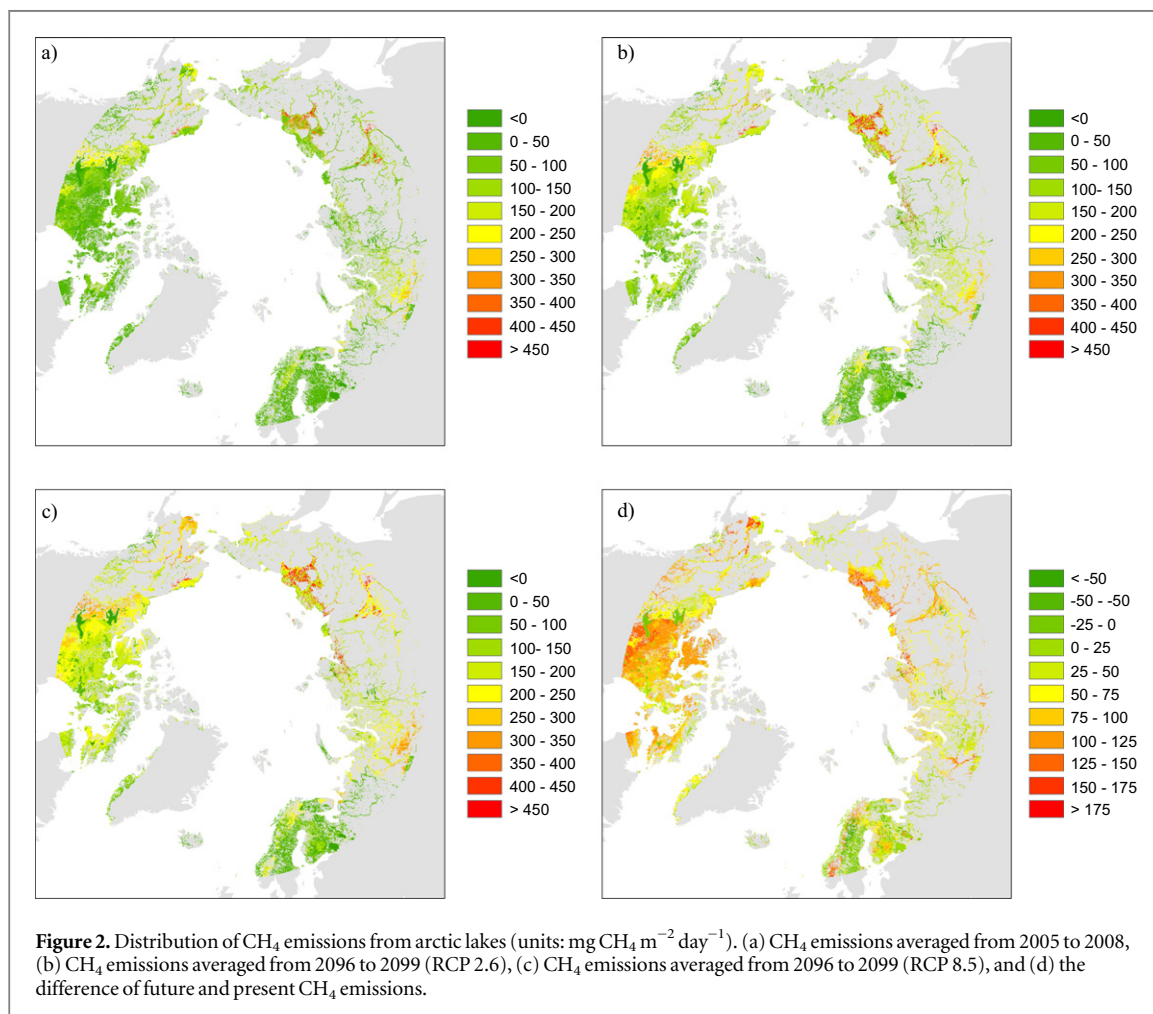 a)
<0
0 - 50
50 - 100
100- 150
150 - 200
200 - 250
250 - 300
300 - 350
350 - 400
400 - 450
> 450
b)
<0
0 - 50
50 - 100
100- 150
150 - 200
200 - 250
250 - 300
300 - 350
350 - 400
400 - 450
> 450
c)
<0
0 - 50
50 - 100
100- 150
150 - 200
200 - 250
250 - 300
300 - 350
350 - 400
400 - 450
> 450
d)
< -50
-50 - -50
-25 - 0
0 - 25
25 - 50
50 - 75
75 - 100
100 - 125
125 - 150
150 - 175
> 175
Figure 2. Distribution of CH₄ emissions from arctic lakes (units: mg CH₄ m⁻² day⁻¹). (a) CH₄ emissions averaged from 2005 to 2008,
(b) CH₄ emissions averaged from 2096 to 2099 (RCP 2.6), (c) CH₄ emissions averaged from 2096 to 2099 (RCP 8.5), and (d) the
difference of future and present CH₄ emissions.